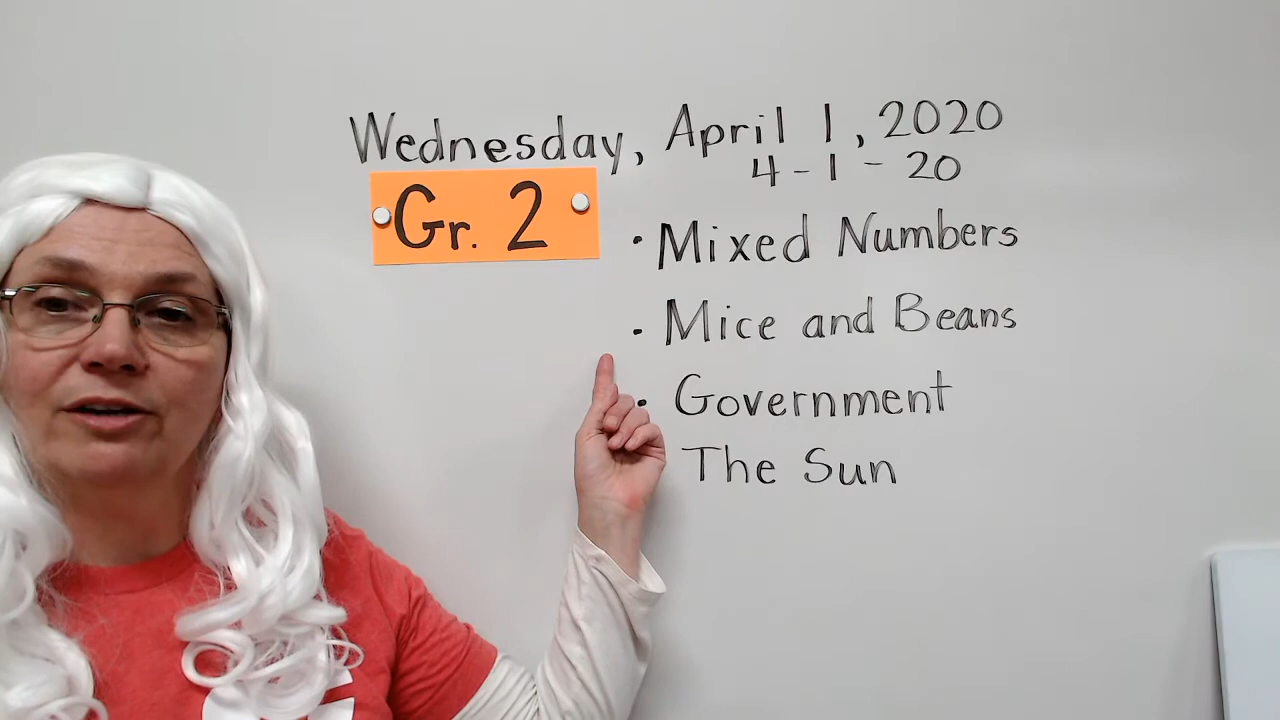 Wednesday, April 1, 2020
4-1-20
Gr. 2
• Mixed Numbers
• Mice and Beans
• Government
The Sun